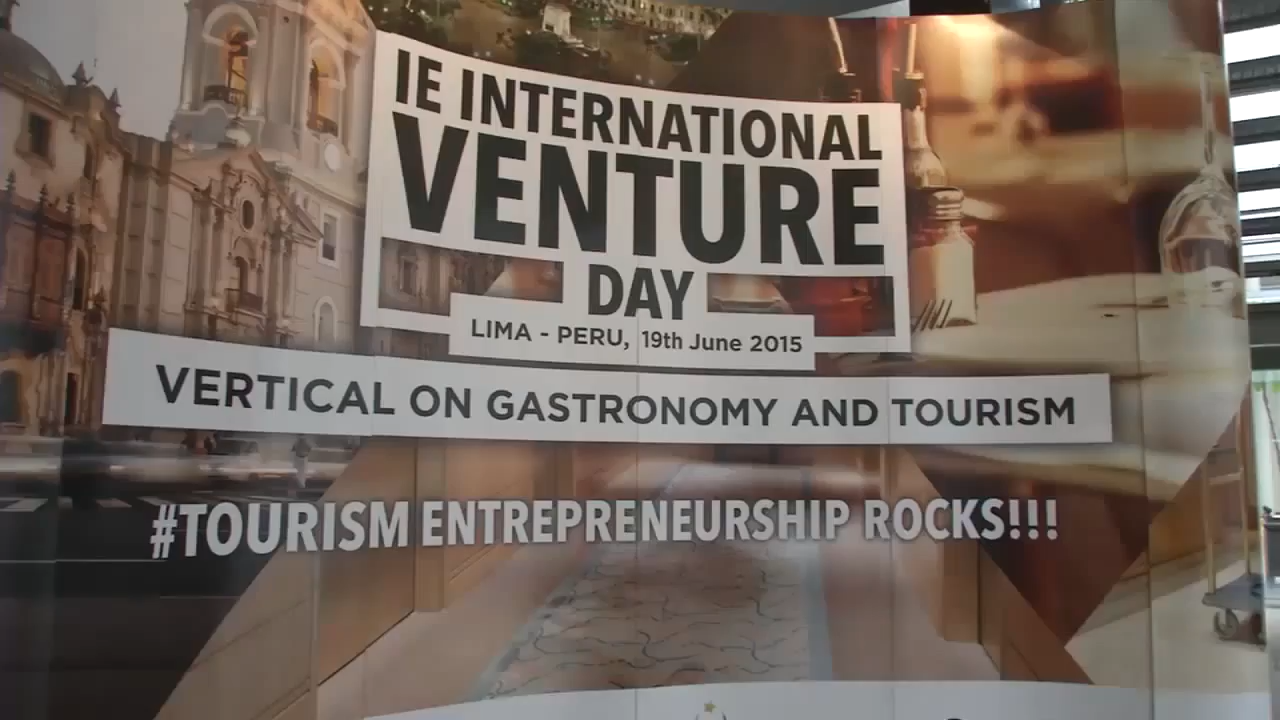 IE INTERNATIONAL
VENTURE
DAY
LIMA - PERU, 19th June 2015
VERTICAL ON GASTRONOMY AND TOURISM
#TOURISM ENTREPRENEURSHIP ROCKS!!!